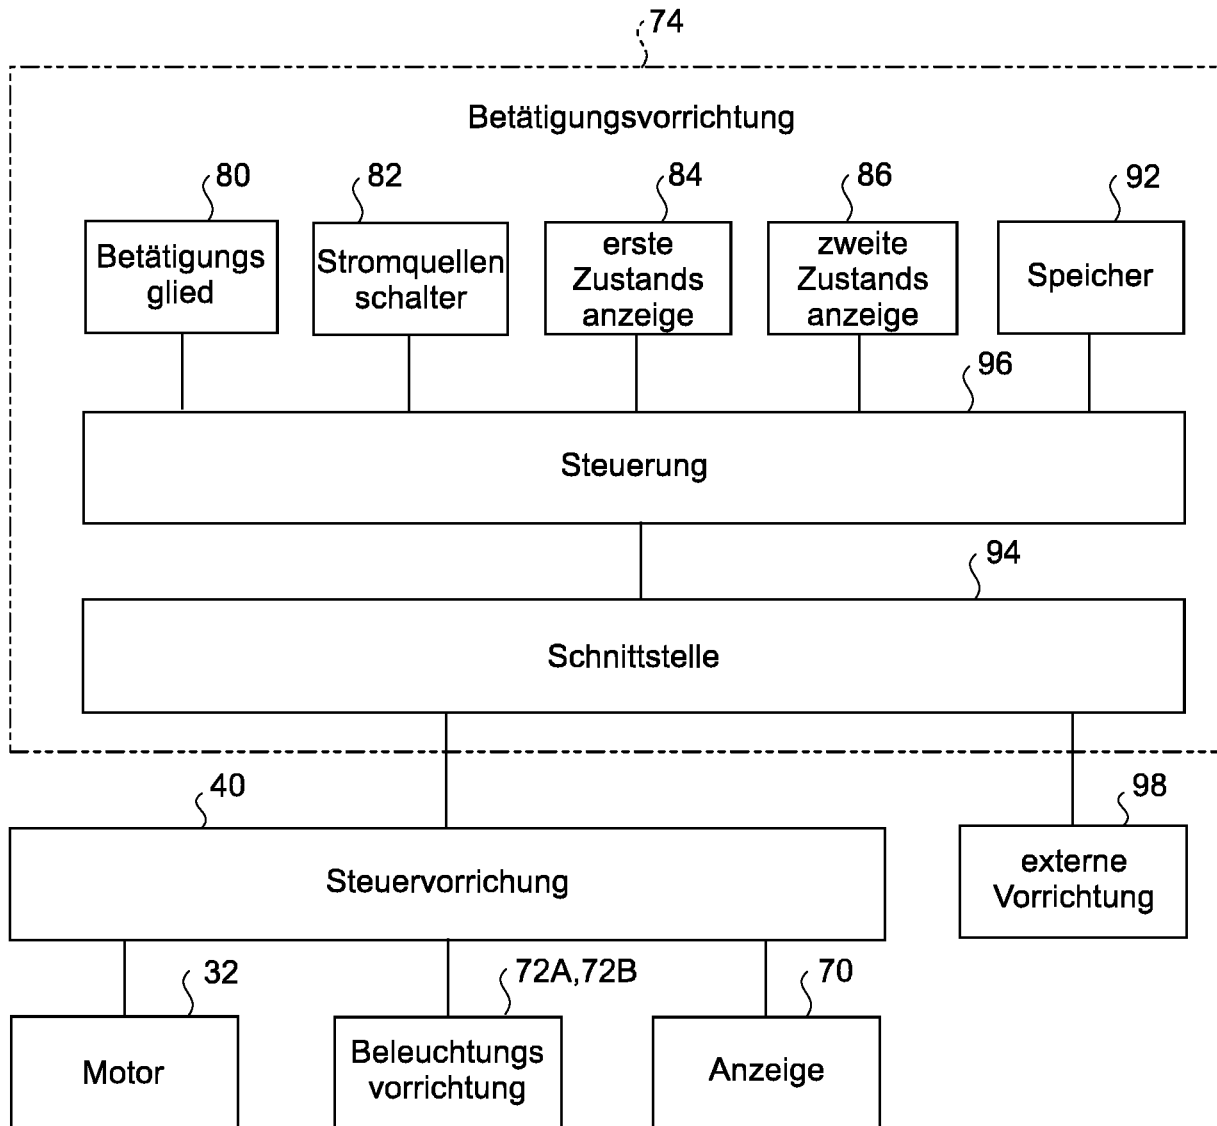 74
Betätigungsvorrichtung
80
82
84
86
92
Betätigungs
glied
Stromquellen
schalter
erste
Zustands
anzeige
zweite
Zustands
anzeige
Speicher
96
Steuerung
94
Schnittstelle
40
98
Steuervorrichung
externe
Vorrichtung
32
72A,72B
70
Motor
Beleuchtungs
vorrichtung
Anzeige